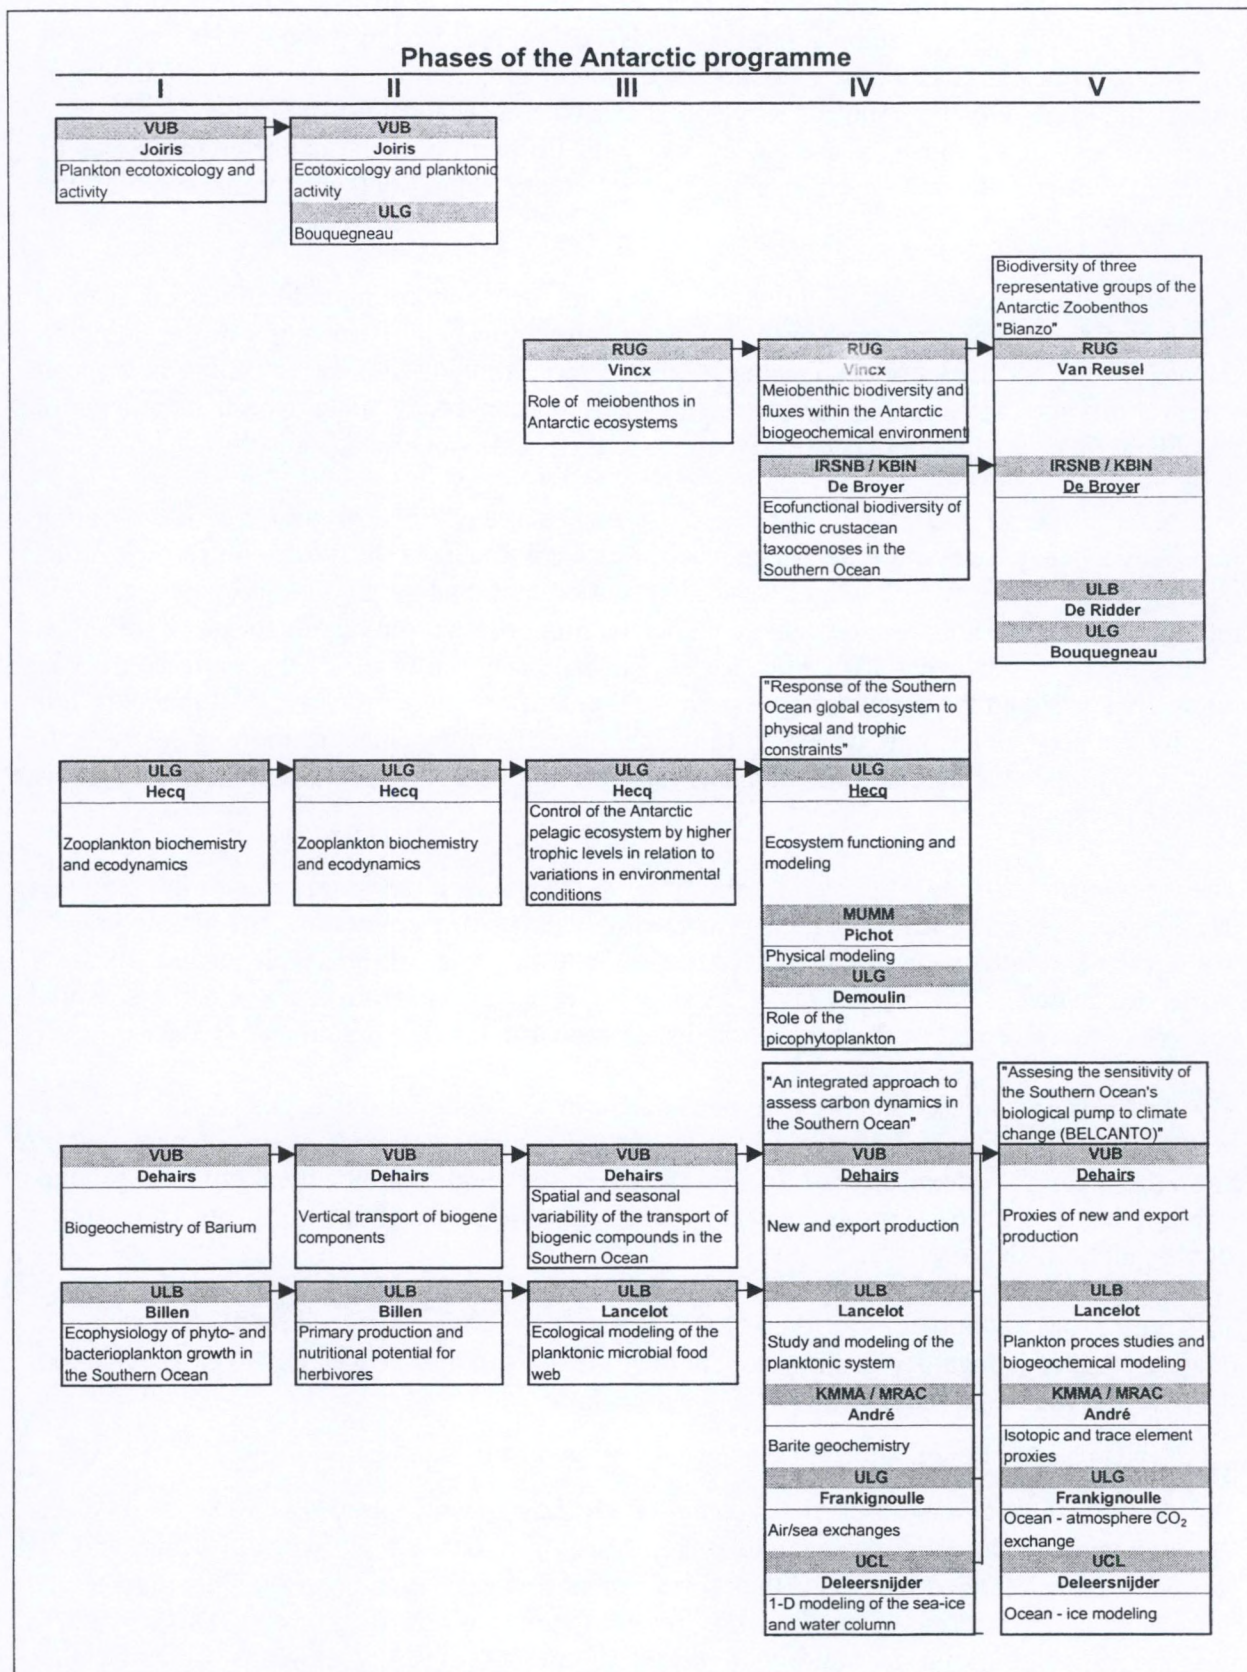 Phases of the Antarctic programme
I II III IV V
VUB
Joiris
Plankton ecotoxicology and
activity
VUB
Joiris
Ecotoxicology and planktonic
activity
ULG
Bouquegneau
Biodiversity of three
representative groups of the
Antarctic Zoobenthos
"Bianzo"
RUG
Vincx
Role of meiobenthos in
Antarctic ecosystems
RUG
Vincx
Meiobenthic biodiversity and
fluxes within the Antarctic
biogeochemical environment
RUG
Van Reusel
IRSNB / KBIN
De Broyer
Ecofunctional biodiversity of
benthic crustacean
taxocoenoses in the
Southern Ocean
IRSNB / KBIN
De Broyer
ULB
De Ridder
ULG
Bouquegneau
"Response of the Southern
Ocean global ecosystem to
physical and trophic
constraints"
ULG
Hecq
Zooplankton biochemistry
and ecodynamics
ULG
Hecq
Zooplankton biochemistry
and ecodynamics
ULG
Hecq
Control of the Antarctic
pelagic ecosystem by higher
trophic levels in relation to
variations in environmental
conditions
ULG
Hecq
Ecosystem functioning and
modeling
MUMM
Pichot
Physical modeling
ULG
Demoulin
Role of the
picophytoplankton
"An integrated approach to
assess carbon dynamics in
the Southern Ocean"
"Assesing the sensitivity of
the Southern Ocean's
biological pump to climate
change (BELCANTO)"
VUB
Dehairs
Biogeochemistry of Barium
VUB
Dehairs
Vertical transport of biogene
components
VUB
Dehairs
Spatial and seasonal
variability of the transport of
biogenic compounds in the
Southern Ocean
VUB
Dehairs
New and export production
VUB
Dehairs
Proxies of new and export
production
ULB
Billen
Ecophysiology of phyto- and
bacterioplankton growth in
the Southern Ocean
ULB
Billen
Primary production and
nutritional potential for
herbivores
ULB
Lancelot
Ecological modeling of the
planktonic microbial food
web
ULB
Lancelot
Study and modeling of the
planktonic system
ULB
Lancelot
Plankton proces studies and
biogeochemical modeling
KMMA / MRAC
André
Barite geochemistry
KMMA / MRAC
André
Isotopic and trace element
proxies
ULG
Frankignoulle
Air/sea exchanges
ULG
Frankignoulle
Ocean - atmosphere CO₂
exchange
UCL
Deleersnijder
1-D modeling of the sea-ice
and water column
UCL
Deleersnijder
Ocean - ice modeling